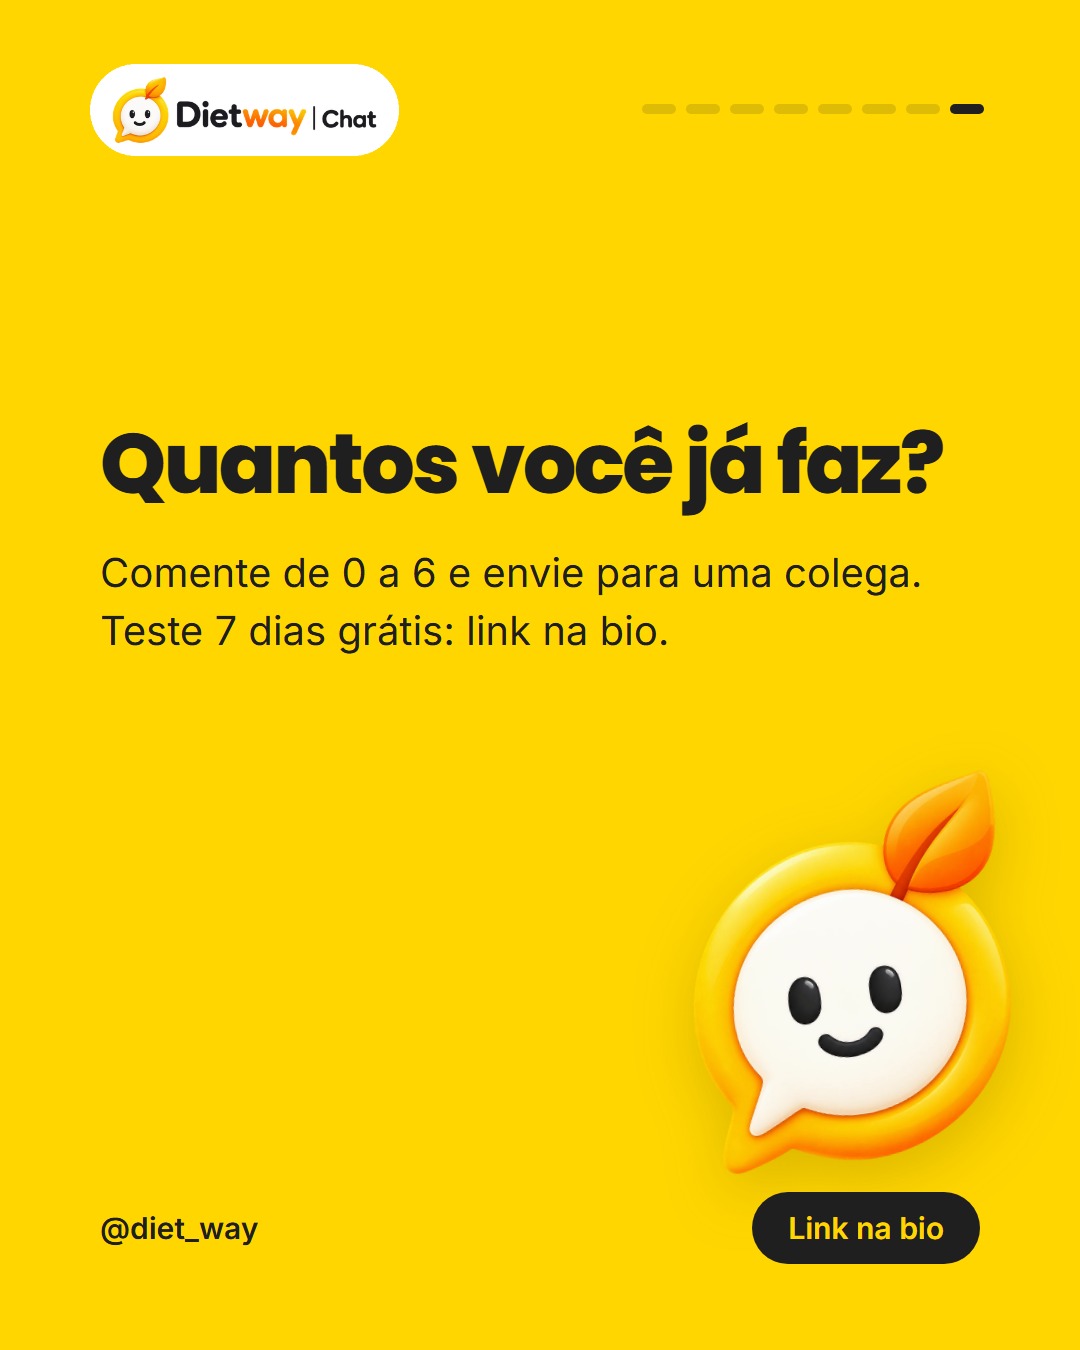 Dietway | Chat
Quantos você já faz?
Comente de 0 a 6 e envie para uma colega.
Teste 7 dias grátis: link na bio.
@diet_way
Link na bio